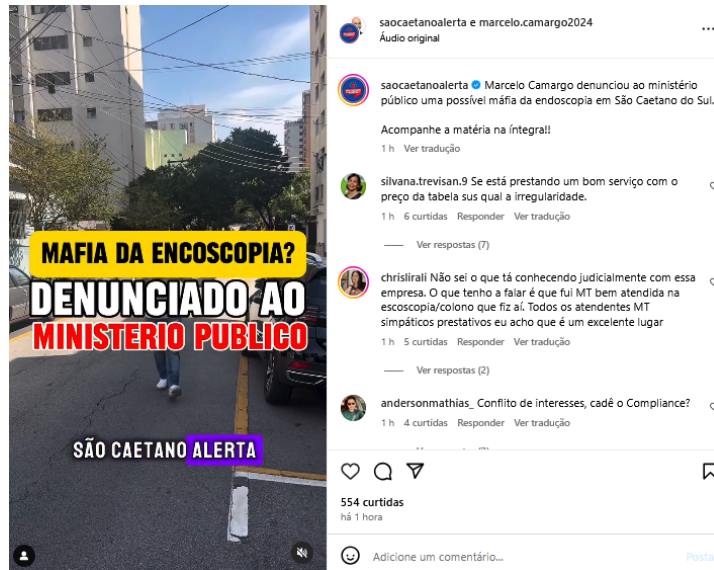 MAFIA DA ENCOSCOPIA?
DENUNCIADO AO
MINISTERIO PUBLICO
SÃO CAETANO ALERTA
saocaetanoalerta e marcelo.camargo2024
Áudio original
saocaetanoalerta Marcelo Camargo denunciou ao ministério
público uma possível máfia da endoscopia em São Caetano do Sul.
Acompanhe a matéria na íntegra!!
1 h Ver tradução
silvana.trevisan.9 Se está prestando um bom serviço com o
preço da tabela sus qual a irregularidade.
1 h 6 curtidas Responder Ver tradução
Ver respostas (7)
chrislirali Não sei o que tá conhecendo judicialmente com essa
empresa. O que tenho a falar é que fui MT bem atendida na
escoscopia/colono que fiz aí. Todos os atendentes MT
simpáticos prestativos eu acho que é um excelente lugar
1 h 5 curtidas Responder Ver tradução
Ver respostas (2)
andersonmathias_ Conflito de interesses, cadê o Compliance?
1 h 4 curtidas Responder Ver tradução
554 curtidas
há 1 hora
Adicione um comentário...
Posta